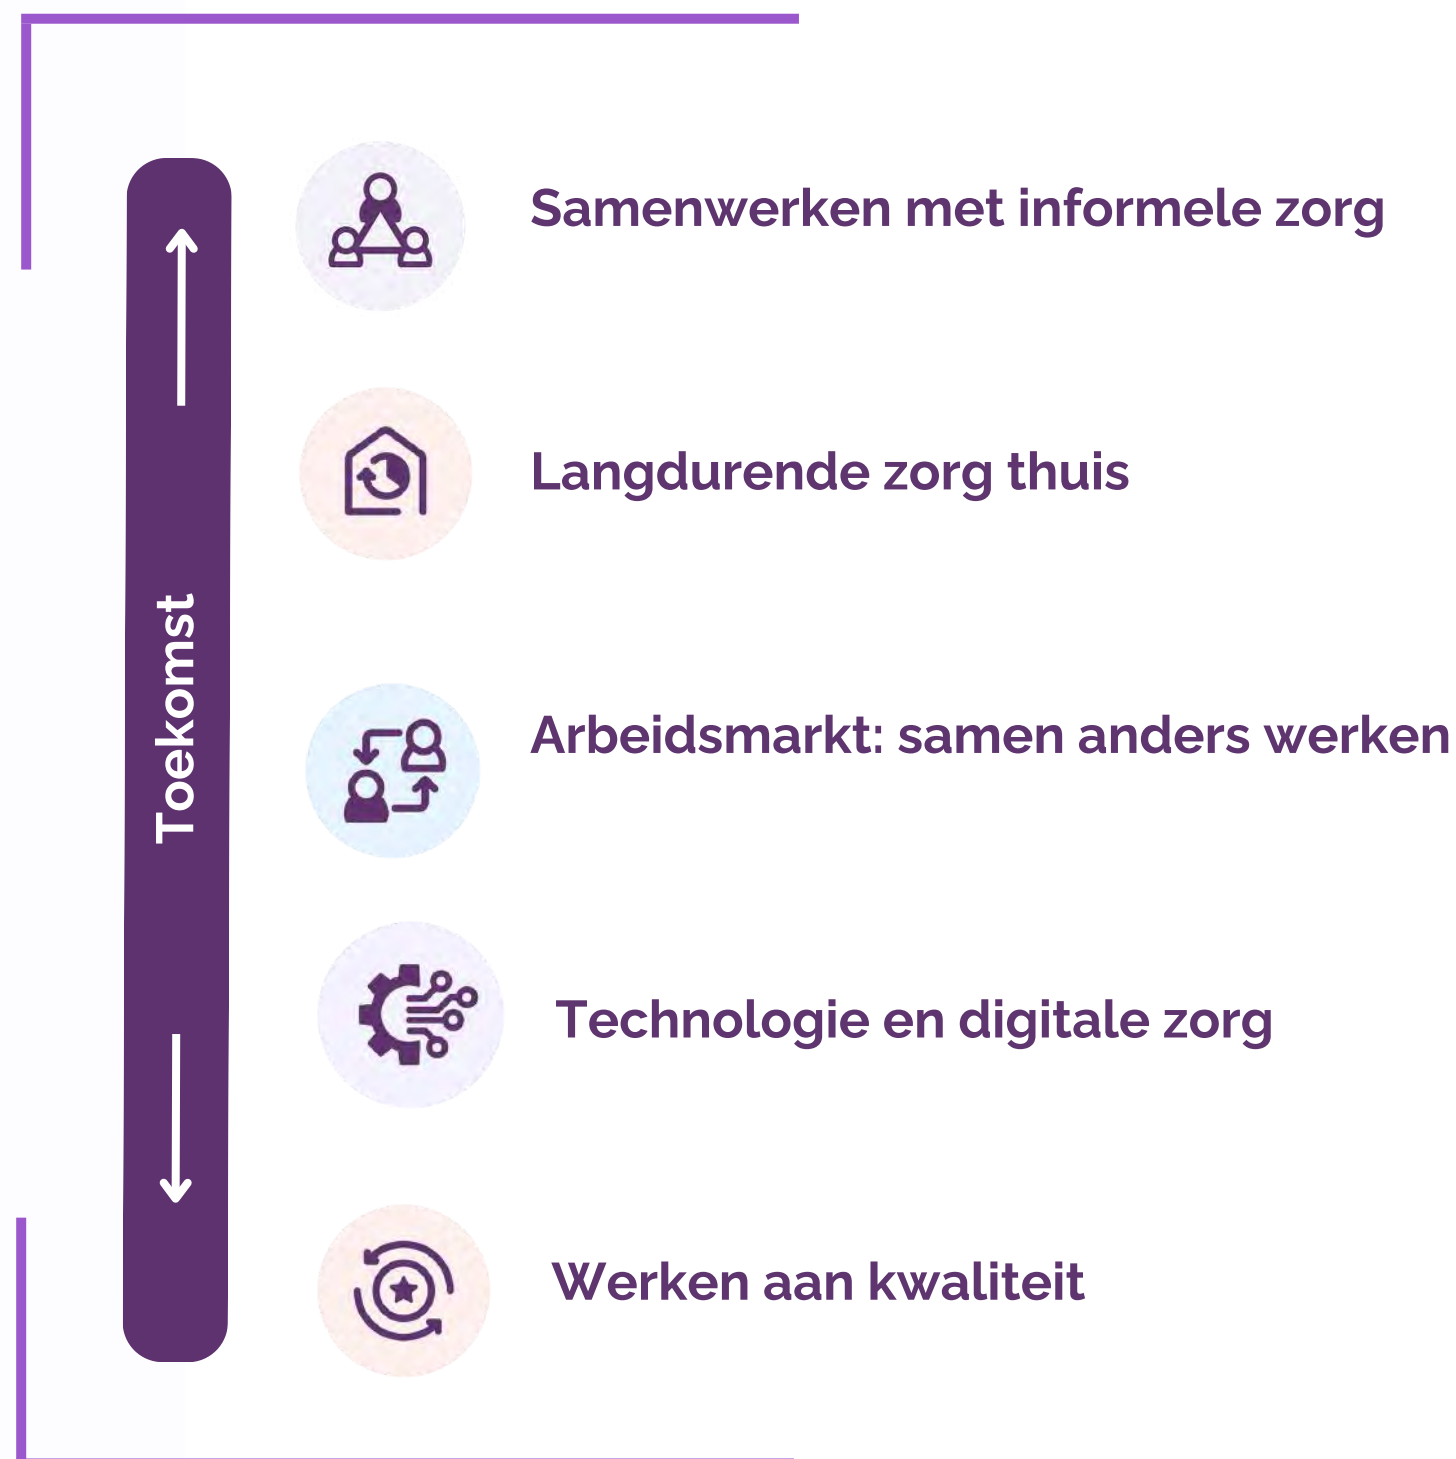 Toekomst
Samenwerken met informele zorg
Langdurende zorg thuis
Arbeidsmarkt: samen anders werken
Technologie en digitale zorg
Werken aan kwaliteit